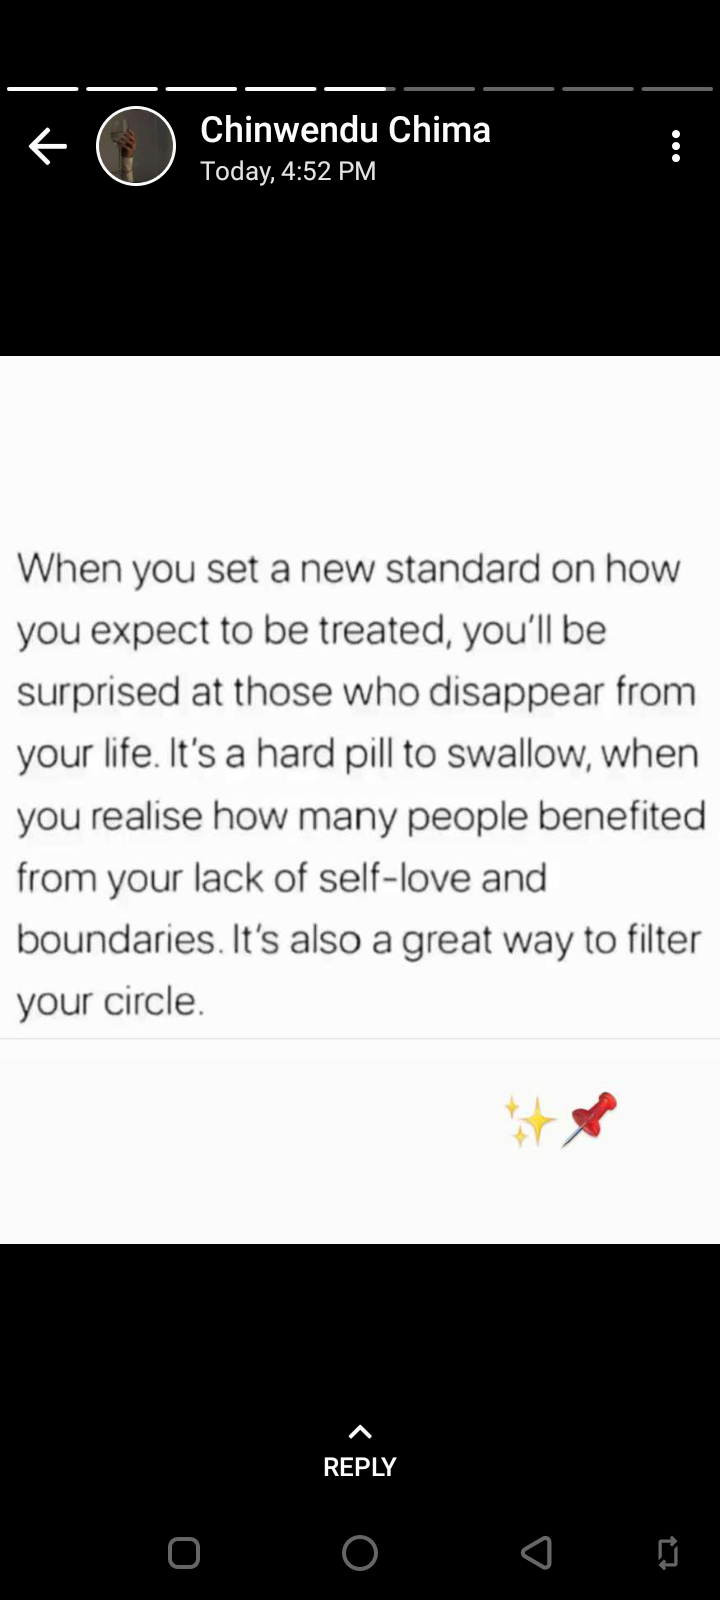 Chinwendu Chima
Today, 4:52 PM
When you set a new standard on how
you expect to be treated, you'll be
surprised at those who disappear from
your life. It's a hard pill to swallow, when
you realise how many people benefited
from your lack of self-love and
boundaries. It's also a great way to filter
your circle.
✨📌
REPLY